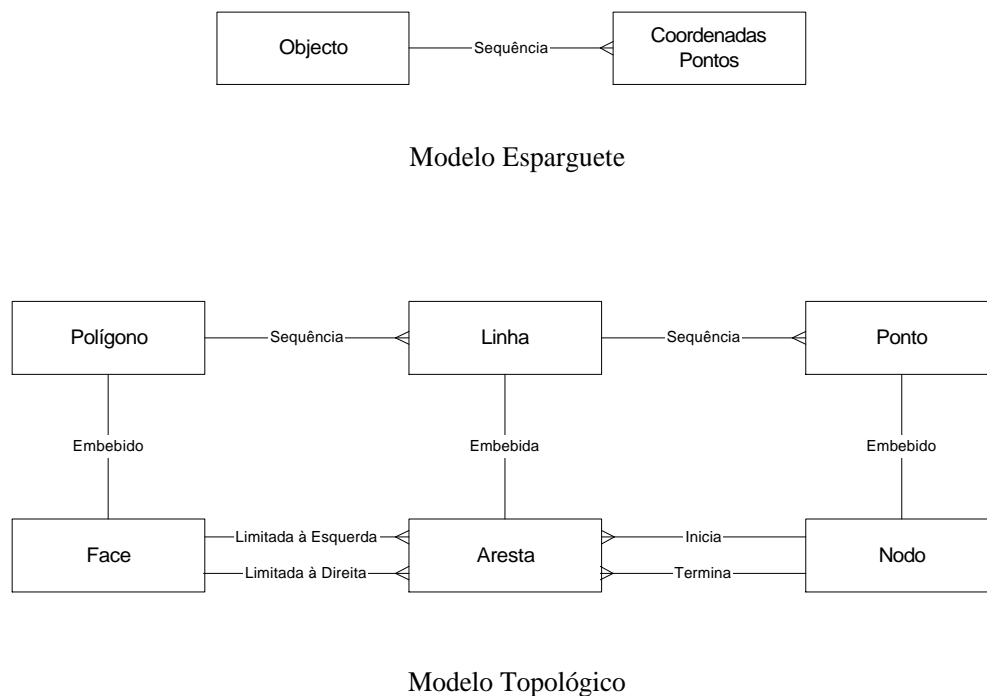 Objecto
Sequência
Coordenadas
Pontos
Modelo Esparguete
Polígono
Sequência
Linha
Sequência
Ponto
Embebido
Embebida
Embebido
Face
Limitada à Esquerda
Limitada à Direita
Aresta
Inicia
Termina
Nodo
Modelo Topológico